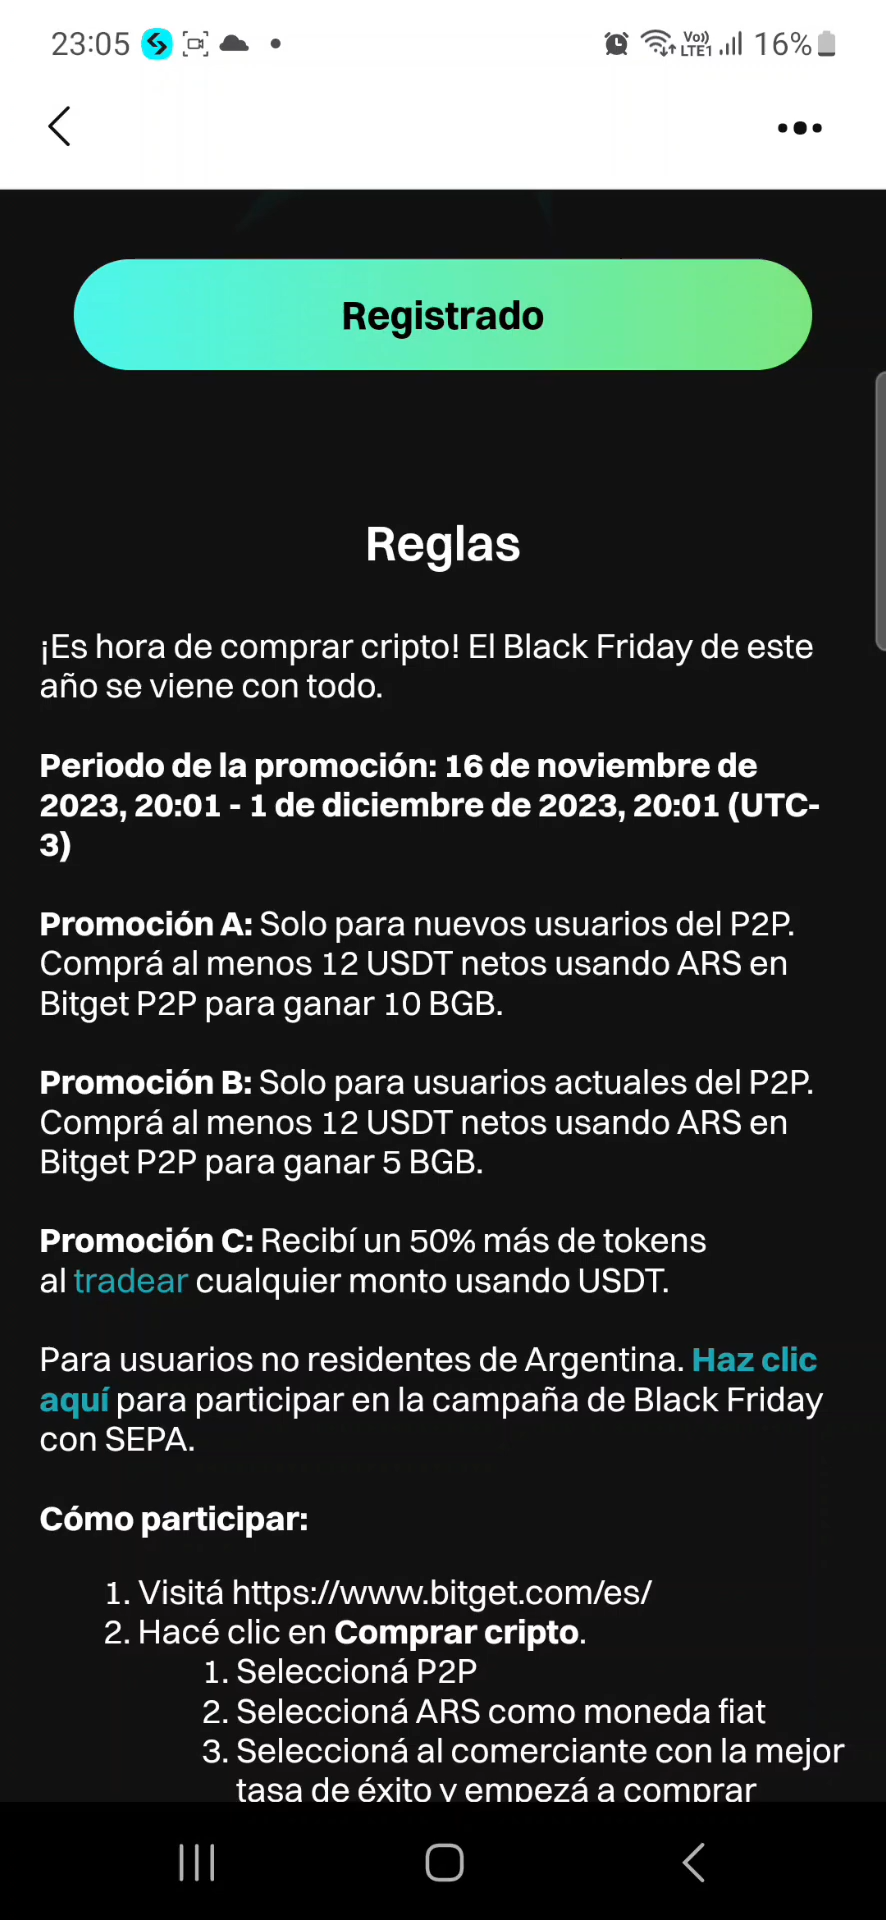 23:05
Vo))
LTE1
16%
Registrado
Reglas
¡Es hora de comprar cripto! El Black Friday de este
año se viene con todo.
Periodo de la promoción: 16 de noviembre de
2023, 20:01 - 1 de diciembre de 2023, 20:01 (UTC-
3)
Promoción A: Solo para nuevos usuarios del P2P.
Comprá al menos 12 USDT netos usando ARS en
Bitget P2P para ganar 10 BGB.
Promoción B: Solo para usuarios actuales del P2P.
Comprá al menos 12 USDT netos usando ARS en
Bitget P2P para ganar 5 BGB.
Promoción C: Recibí un 50% más de tokens
al tradear cualquier monto usando USDT.
Para usuarios no residentes de Argentina. Haz clic
aquí para participar en la campaña de Black Friday
con SEPA.
Cómo participar:
1. Visitá https://www.bitget.com/es/
2. Hacé clic en Comprar cripto.
1. Seleccioná P2P
2. Seleccioná ARS como moneda fiat
3. Seleccioná al comerciante con la mejor
tasa de éxito y empezá a comprar